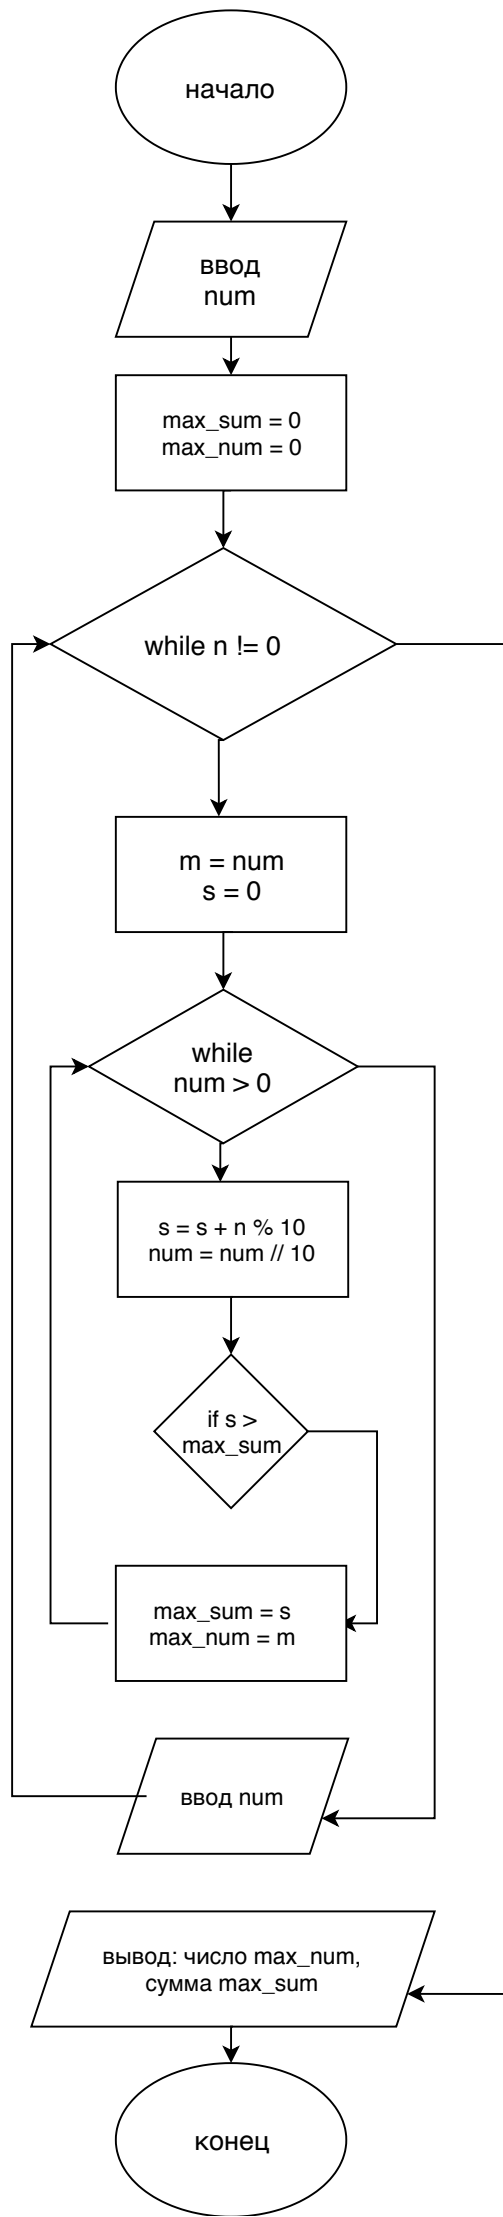 начало
ввод
num
max_sum = 0
max_num = 0
while n != 0
m = num
s = 0
while
num > 0
s = s + n % 10
num = num // 10
if s >
max_sum
max_sum = s
max_num = m
ввод num
вывод: число max_num,
сумма max_sum
конец